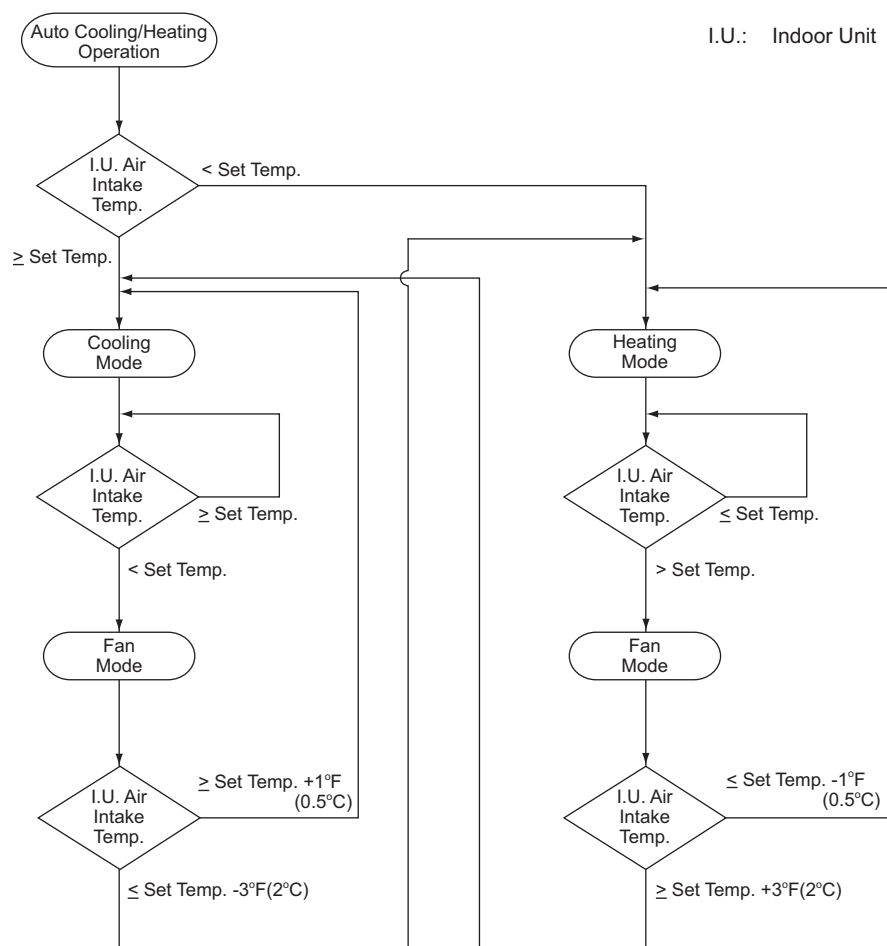 Auto Cooling/Heating
Operation
I.U.: Indoor Unit
I.U. Air
Intake
Temp.
< Set Temp.
≥ Set Temp.
Cooling
Mode
Heating
Mode
I.U. Air
Intake
Temp.
≥ Set Temp.
< Set Temp.
I.U. Air
Intake
Temp.
≤ Set Temp.
> Set Temp.
Fan
Mode
Fan
Mode
I.U. Air
Intake
Temp.
≥ Set Temp. +1°F
(0.5°C)
≤ Set Temp. -3°F(2°C)
I.U. Air
Intake
Temp.
≤ Set Temp. -1°F
(0.5°C)
≥ Set Temp. +3°F(2°C)